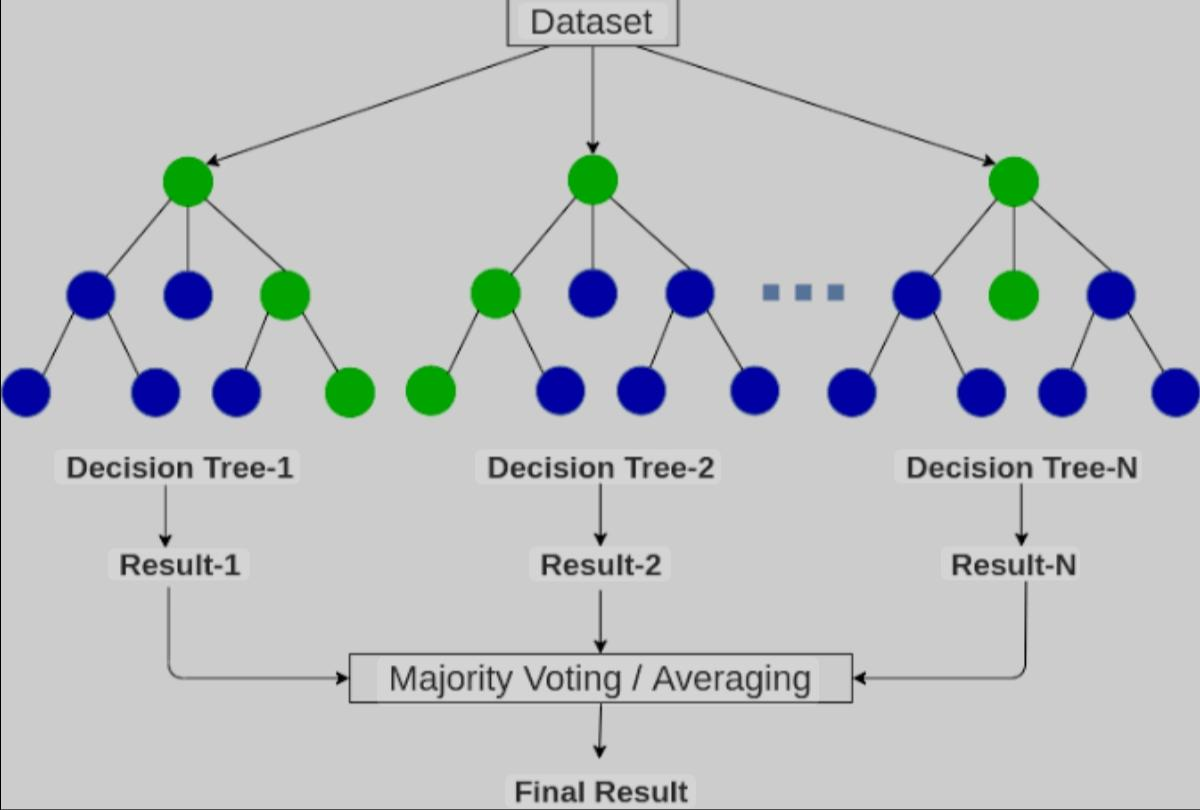 Dataset
Decision Tree-1
Decision Tree-2
Decision Tree-N
Result-1
Result-2
Result-N
Majority Voting / Averaging
Final Result